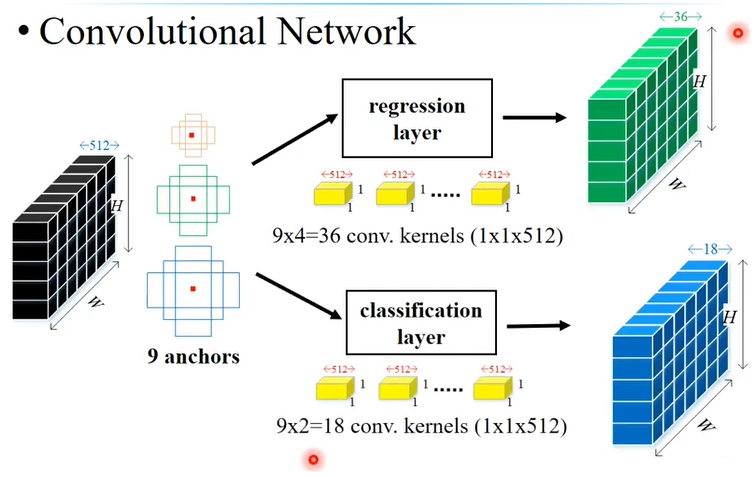 • Convolutional Network
512
H
W
9 anchors
regression
layer
512
1
1
512
1
1
.....
512
1
1
9x4=36 conv. kernels (1x1x512)
36
H
W
classification
layer
512
1
1
512
1
1
.....
512
1
1
9x2=18 conv. kernels (1x1x512)
18
H
W